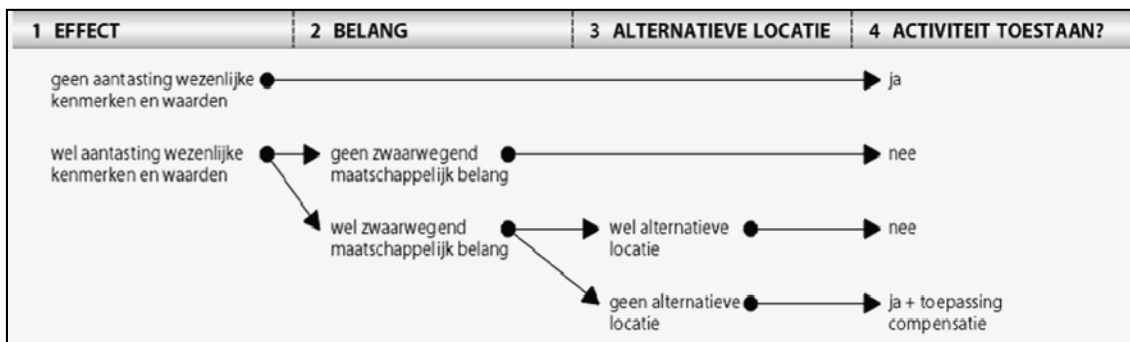 1 EFFECT 2 BELANG 3 ALTERNATIEVE LOCATIE 4 ACTIVITEIT TOESTAAN?
geen aantasting wezenlijke
kenmerken en waarden
ja
wel aantasting wezenlijke
kenmerken en waarden
geen zwaarwegend
maatschappelijk belang
nee
wel zwaarwegend
maatschappelijk belang
wel alternatieve
locatie
nee
geen alternatieve
locatie
ja + toepassing
compensatie